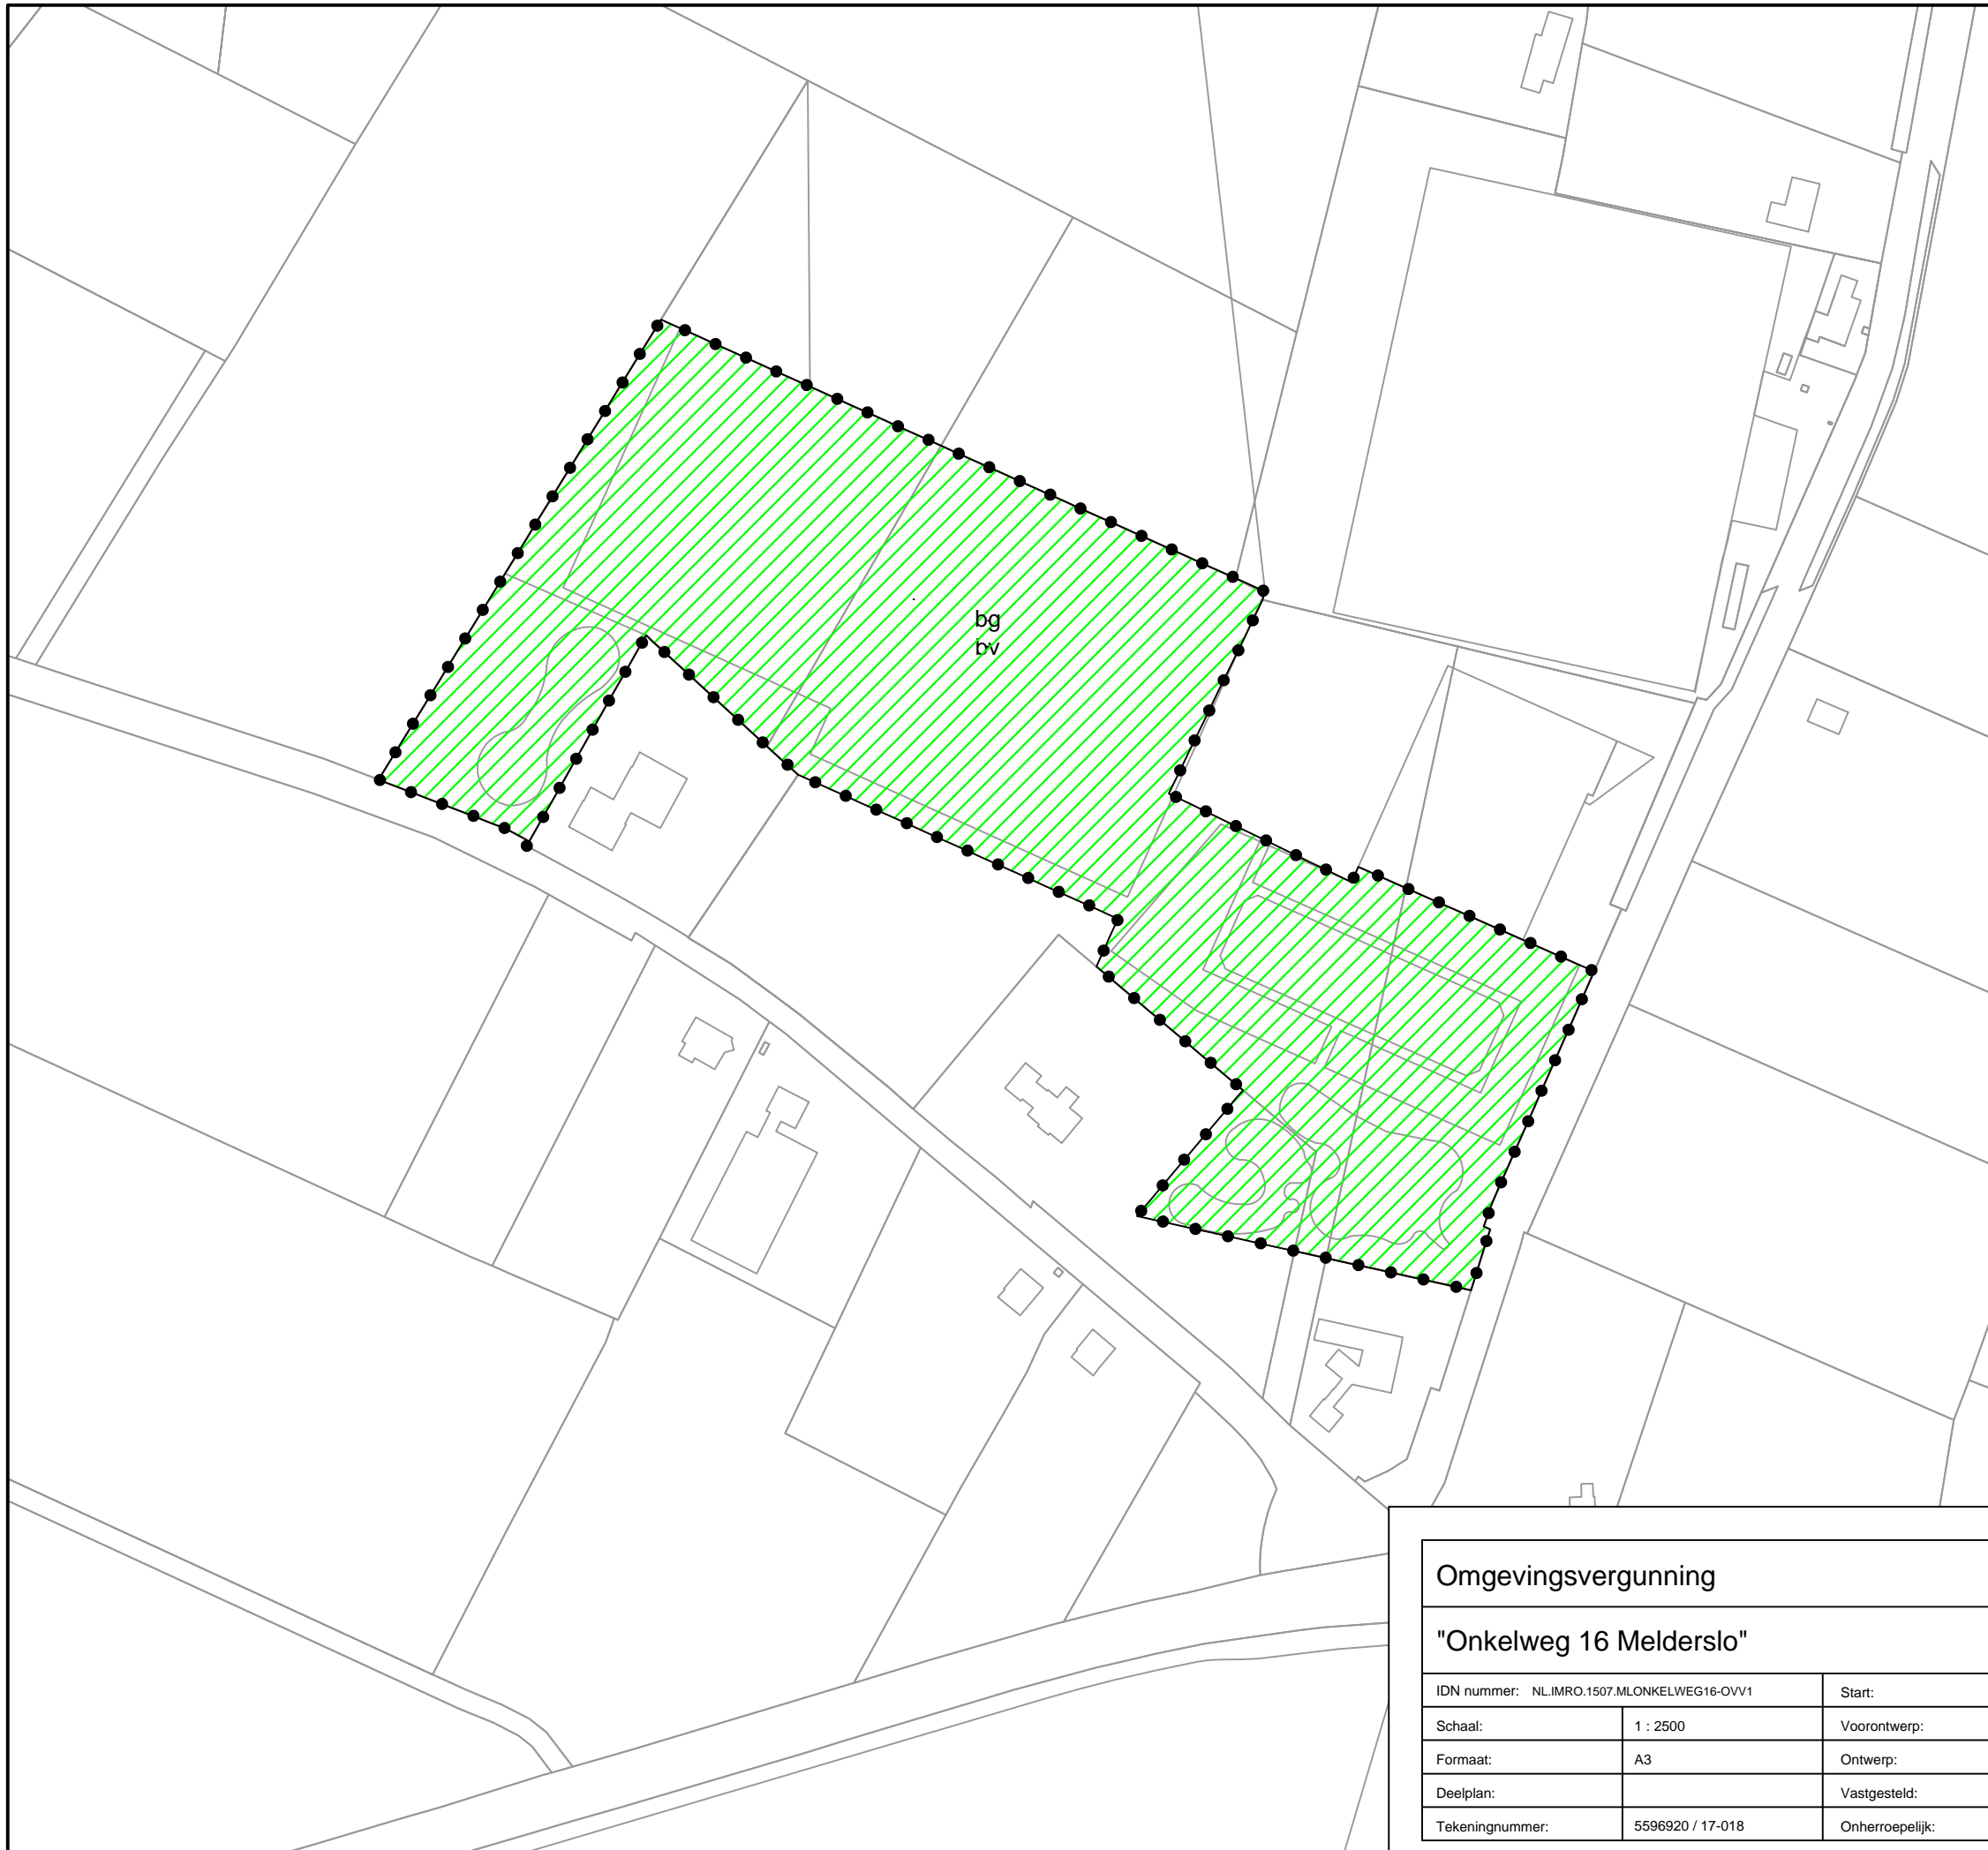 bg
bv
Omgevingsvergunning
"Onkelweg 16 Melderslo"
IDN nummer: NL.IMRO.1507.MLONKELWEG16-OVV1 Start:
Schaal: 1 : 2500 Voorontwerp:
Formaat: A3 Ontwerp:
Deelplan: Vastgesteld:
Tekeningnummer: 5596920 / 17-018 Onherroepelijk: